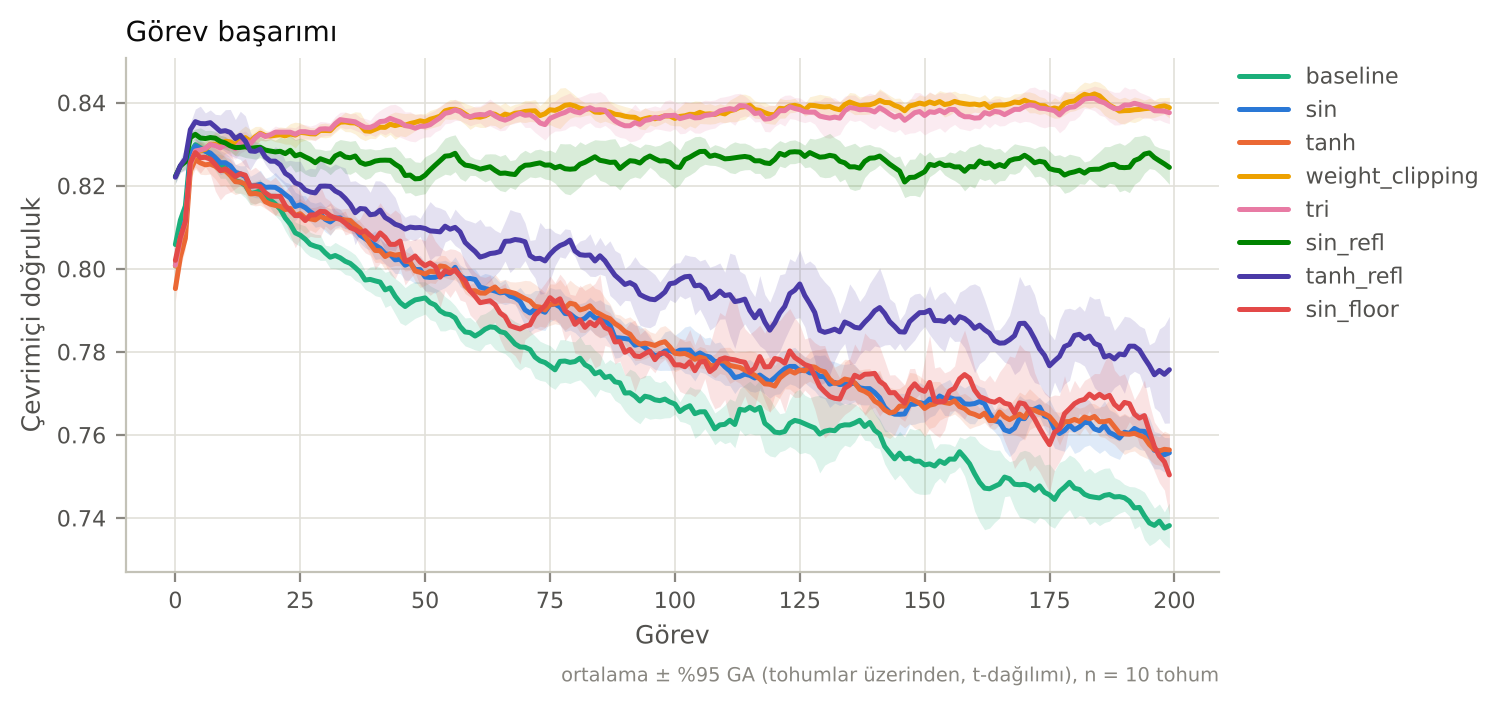 Görev başarımı
Çevrimiçi doğruluk
0.84
0.82
0.80
0.78
0.76
0.74
0 25 50 75 100 125 150 175 200
Görev
baseline
sin
tanh
weight_clipping
tri
sin_refl
tanh_refl
sin_floor
ortalama ± %95 GA (tohumlar üzerinden, t-dağılımı), n = 10 tohum